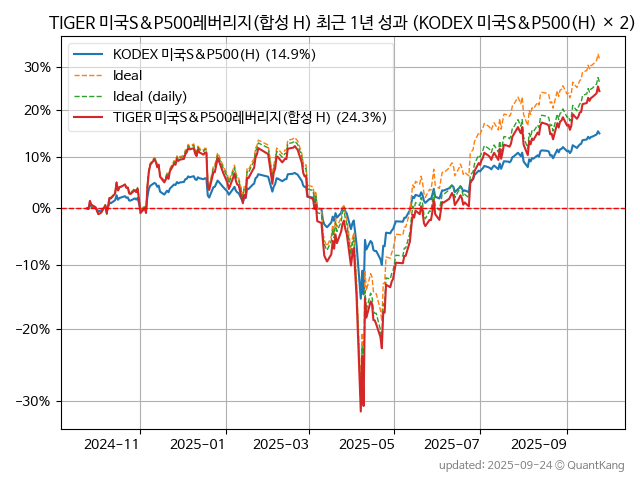 TIGER 미국S&P500레버리지(합성 H) 최근 1년 성과 (KODEX 미국S&P500(H) × 2)
KODEX 미국S&P500(H) (14.9%)
Ideal
Ideal (daily)
TIGER 미국S&P500레버리지(합성 H) (24.3%)
30%
20%
10%
0%
−10%
−20%
−30%
2024−11
2025−01
2025−03
2025−05
2025−07
2025−09
updated: 2025-09-24 © QuantKang